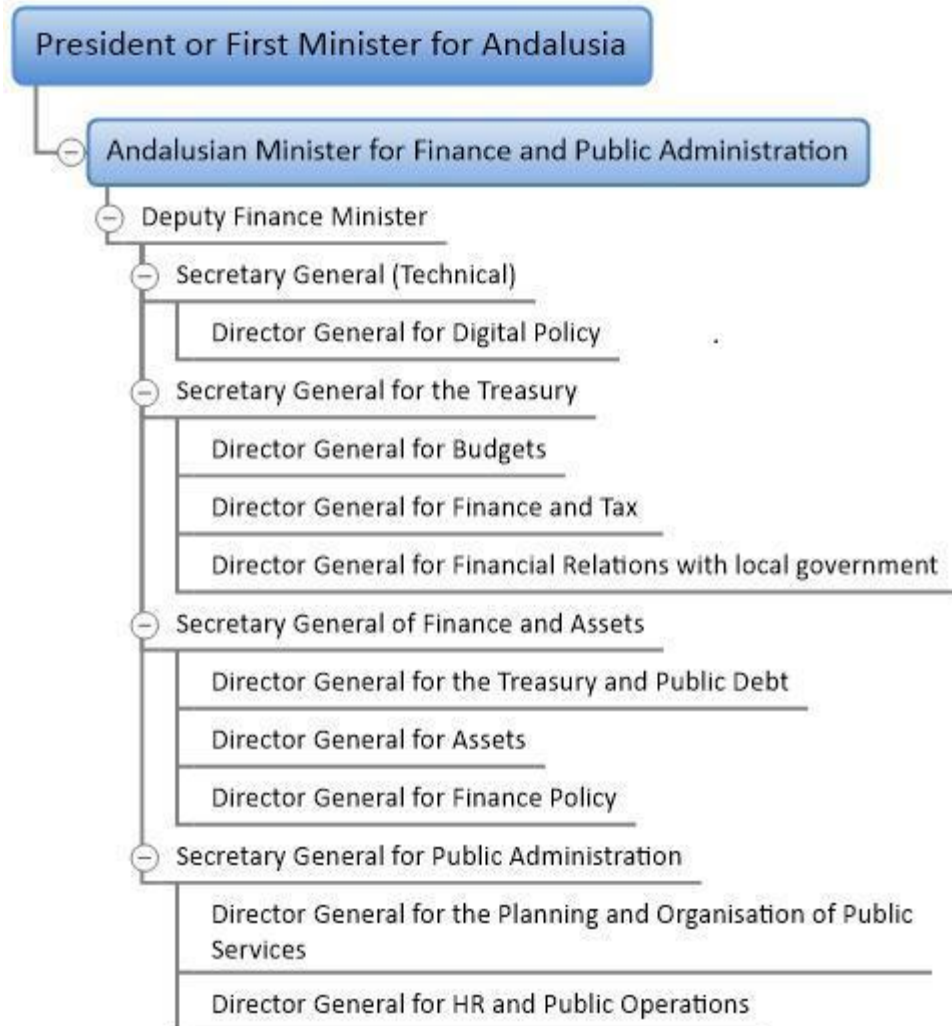 President or First Minister for Andalusia
Andalusian Minister for Finance and Public Administration
Deputy Finance Minister
Secretary General (Technical)
Director General for Digital Policy
Secretary General for the Treasury
Director General for Budgets
Director General for Finance and Tax
Director General for Financial Relations with local government
Secretary General of Finance and Assets
Director General for the Treasury and Public Debt
Director General for Assets
Director General for Finance Policy
Secretary General for Public Administration
Director General for the Planning and Organisation of Public
Services
Director General for HR and Public Operations